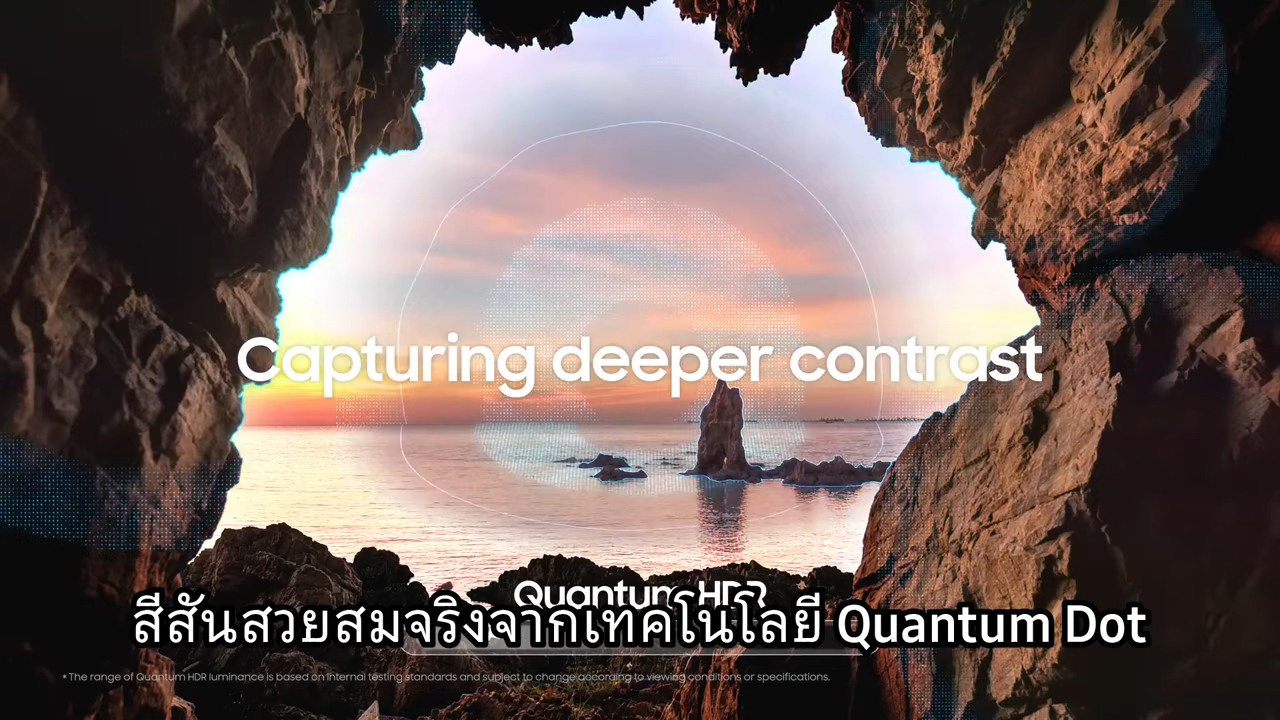 Capturing deeper contrast
Quantum HDR
สีสันสวยสมจริงจากเทคโนโลยี Quantum Dot
* The range of Quantum HDR luminance is based on internal testing standards and subject to change according to viewing conditions or specifications.